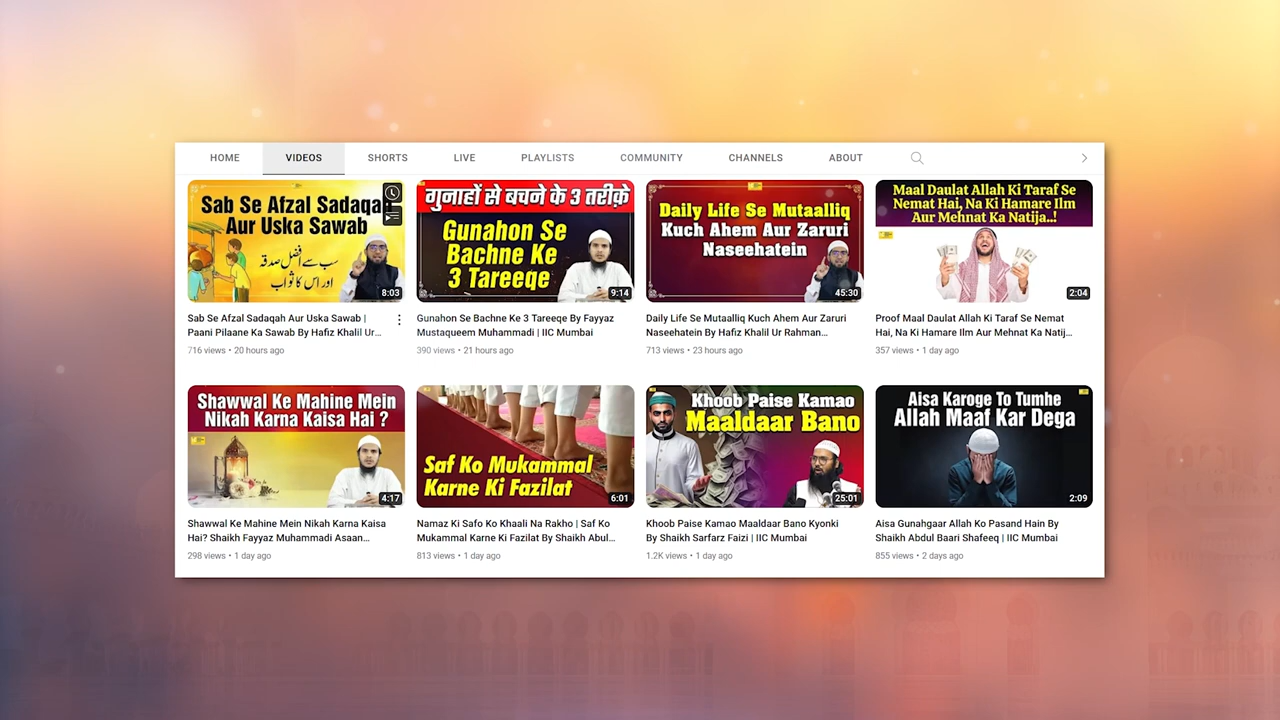 HOME VIDEOS SHORTS LIVE PLAYLISTS COMMUNITY CHANNELS ABOUT
Sab Se Afzal Sadaqah
Aur Uska Sawab
سب سے افضل صدقہ
اور اس کا ثواب
8:03
Sab Se Afzal Sadaqah Aur Uska Sawab |
Paani Pilaane Ka Sawab By Hafiz Khalil Ur...
716 views • 20 hours ago
गुनाहों से बचने के 3 तरीक़े
Gunahon Se
Bachne Ke
3 Tareeqe
9:14
Gunahon Se Bachne Ke 3 Tareeqe By Fayyaz
Mustaqueem Muhammadi | IIC Mumbai
390 views • 21 hours ago
Daily Life Se Mutaalliq
Kuch Ahem Aur Zaruri
Naseehatein
45:30
Daily Life Se Mutaalliq Kuch Ahem Aur Zaruri
Naseehatein By Hafiz Khalil Ur Rahman...
713 views • 23 hours ago
Maal Daulat Allah Ki Taraf Se
Nemat Hai, Na Ki Hamare Ilm
Aur Mehnat Ka Natija..!
2:04
Proof Maal Daulat Allah Ki Taraf Se Nemat
Hai, Na Ki Hamare Ilm Aur Mehnat Ka Natij...
357 views • 1 day ago
Shawwal Ke Mahine Mein
Nikah Karna Kaisa Hai ?
4:17
Shawwal Ke Mahine Mein Nikah Karna Kaisa
Hai? Shaikh Fayyaz Muhammadi Asaan...
298 views • 1 day ago
Saf Ko Mukammal
Karne Ki Fazilat
6:01
Namaz Ki Safo Ko Khaali Na Rakho | Saf Ko
Mukammal Karne Ki Fazilat By Shaikh Abul...
813 views • 1 day ago
Khoob Paise Kamao
Maaldaar Bano
25:01
Khoob Paise Kamao Maaldaar Bano Kyonki
By Shaikh Sarfarz Faizi | IIC Mumbai
1.2K views • 1 day ago
Aisa Karoge To Tumhe
Allah Maaf Kar Dega
2:09
Aisa Gunahgaar Allah Ko Pasand Hain By
Shaikh Abdul Baari Shafeeq | IIC Mumbai
855 views • 2 days ago